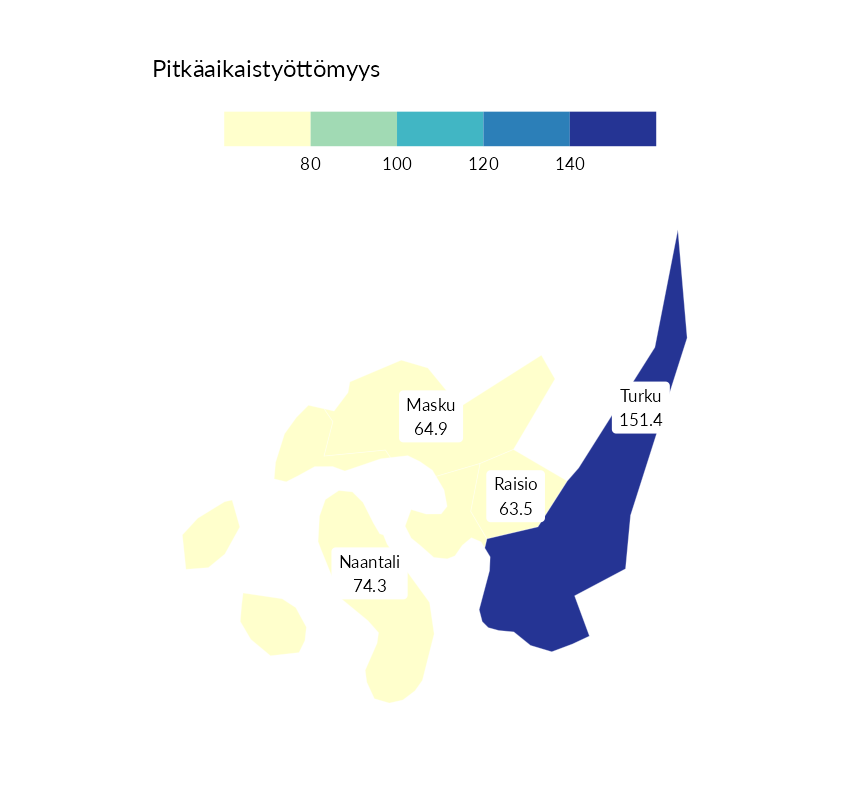 Pitkäaikaistyöttömyys
80 100 120 140
Turku
151.4
Masku
64.9
Raisio
63.5
Naantali
74.3